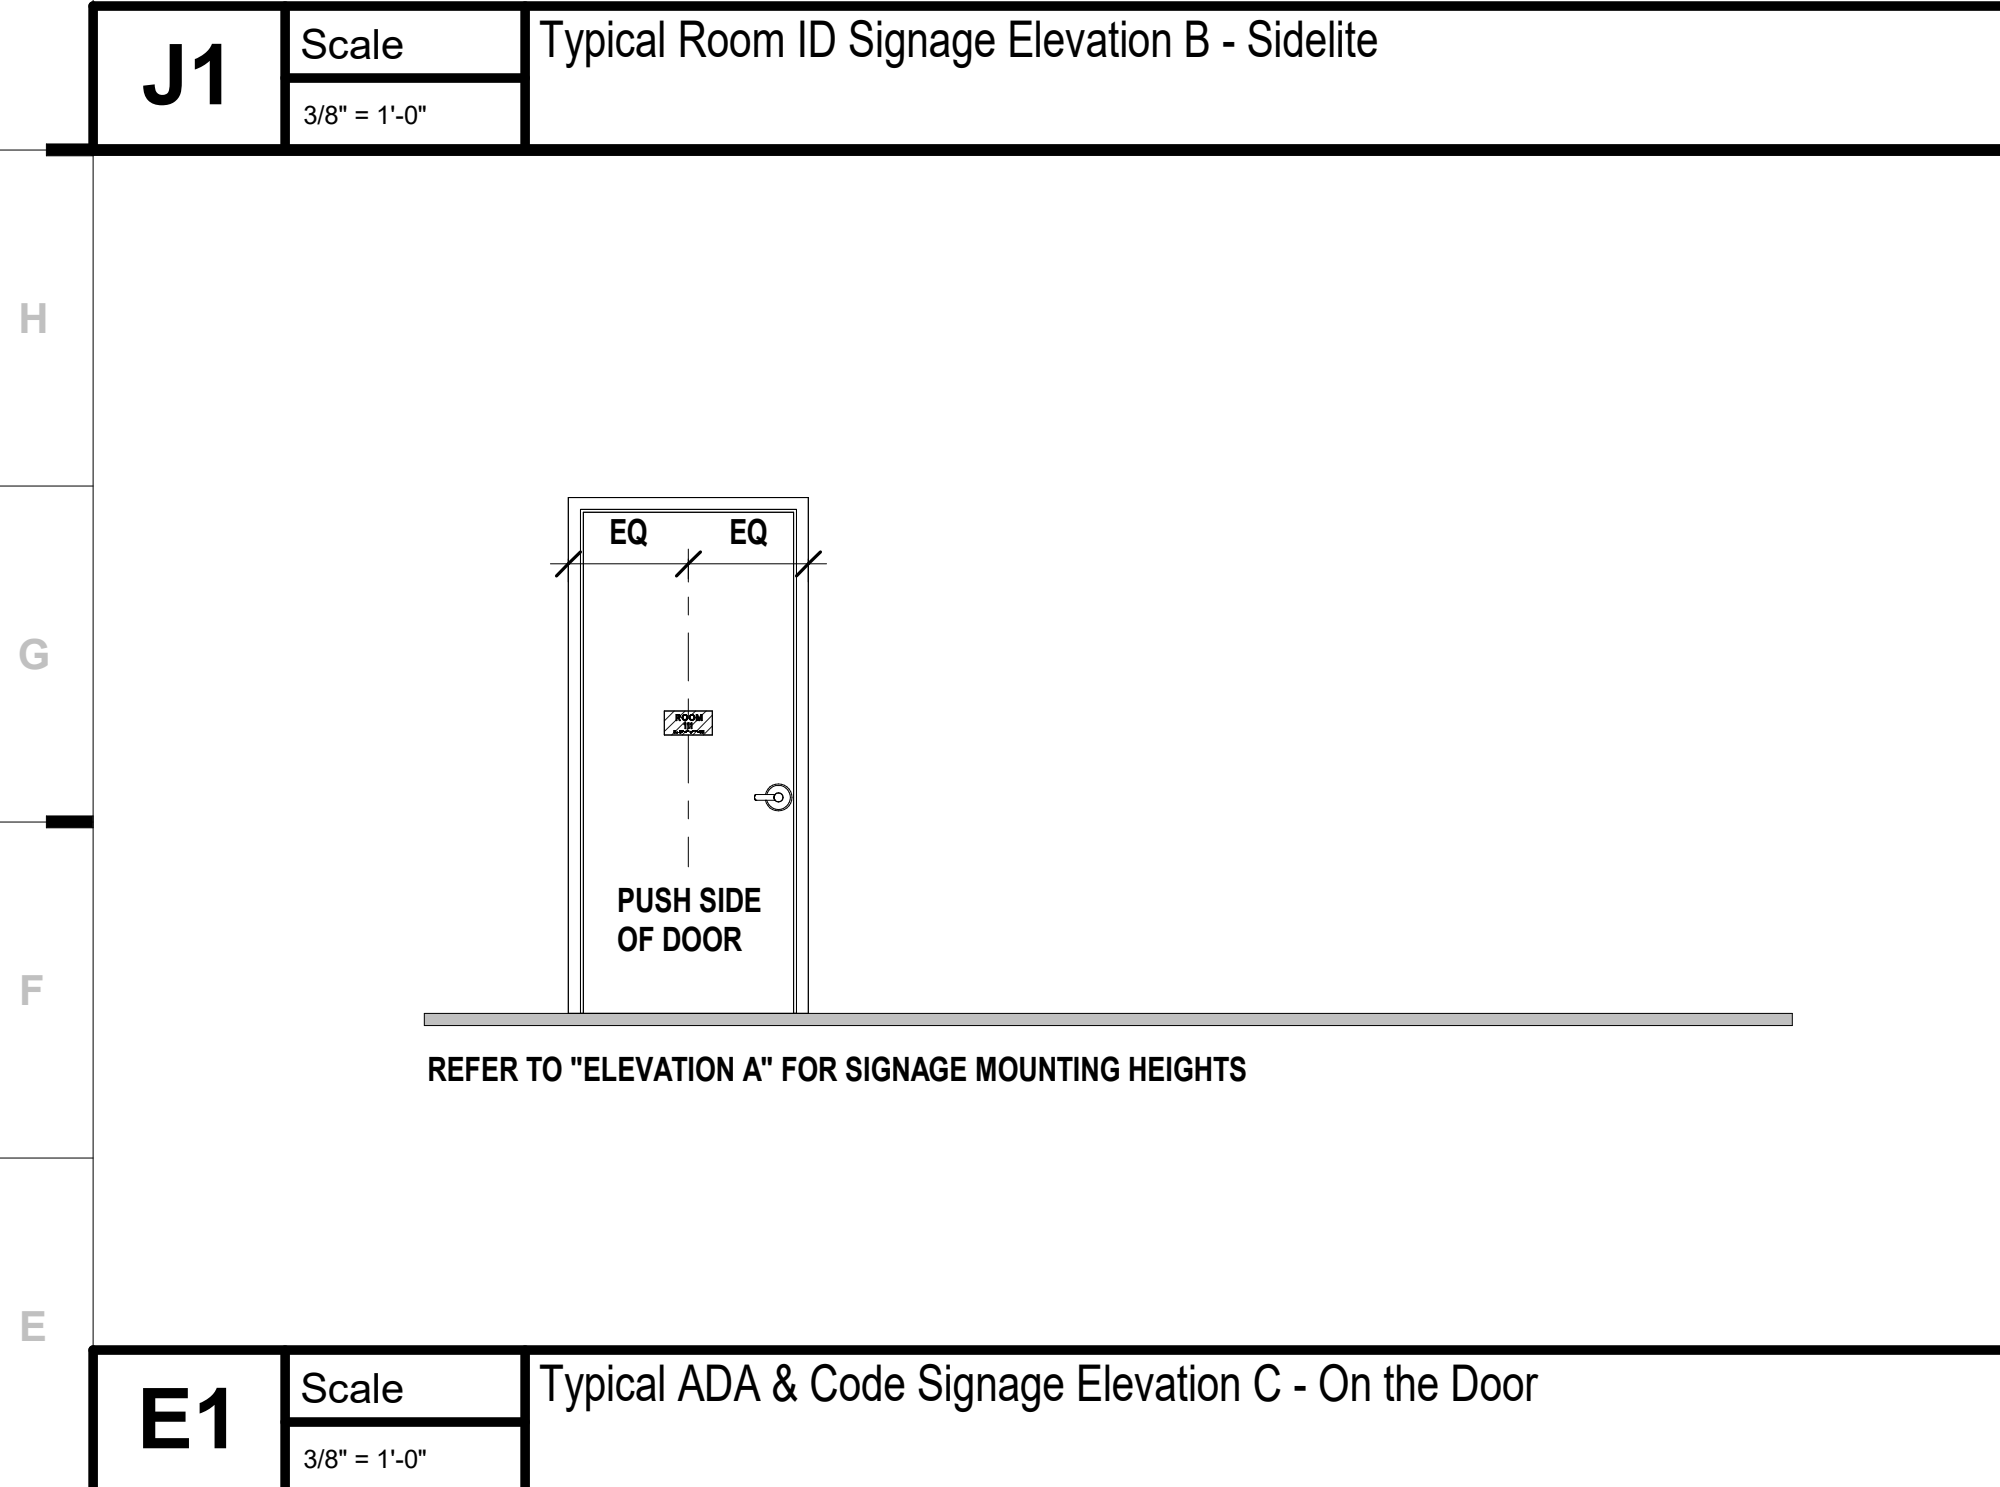 J1
Scale
3/8" = 1'-0"
Typical Room ID Signage Elevation B - Sidelite
H
G
F
E
EQ EQ
ROOM
PUSH SIDE
OF DOOR
REFER TO "ELEVATION A" FOR SIGNAGE MOUNTING HEIGHTS
E1
Scale
3/8" = 1'-0"
Typical ADA & Code Signage Elevation C - On the Door